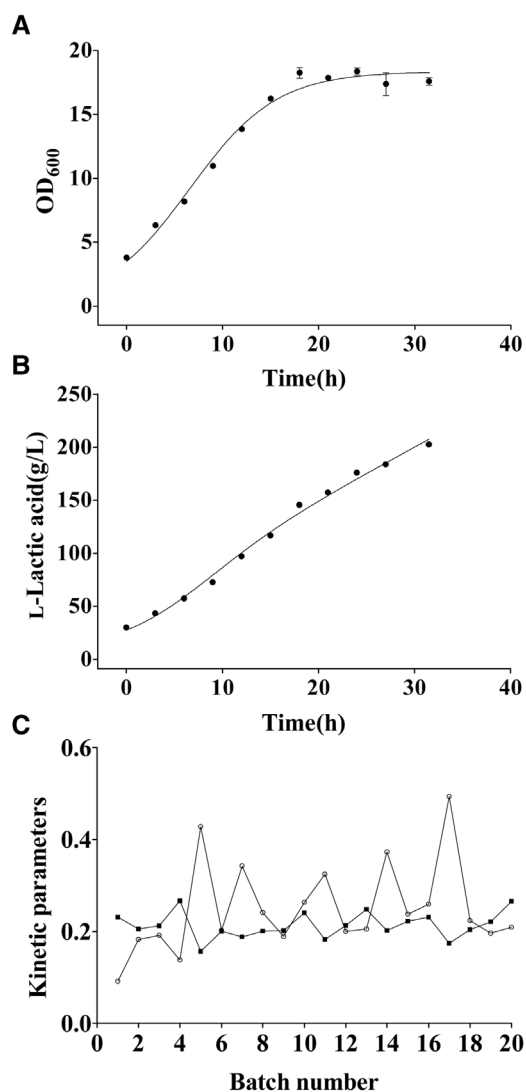 A
20
15
10
5
0
OD600
0 10 20 30 40
Time(h)
B
250
200
150
100
50
0
L-Lactic acid(g/L)
0 10 20 30 40
Time(h)
C
0.6
0.4
0.2
0.0
Kinetic parameters
0 2 4 6 8 10 12 14 16 18 20
Batch number